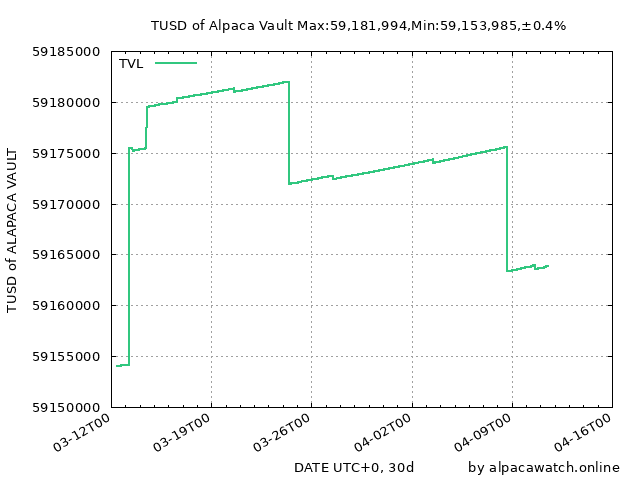 TUSD of Alpaca Vault Max:59,181,994,Min:59,153,985,±0.4%
TVL
59185000
59180000
59175000
59170000
59165000
59160000
59155000
59150000
TUSD of ALAPACA VAULT
03-12T00
03-19T00
03-26T00
04-02T00
04-09T00
04-16T00
DATE UTC+0, 30d
by alpacawatch.online